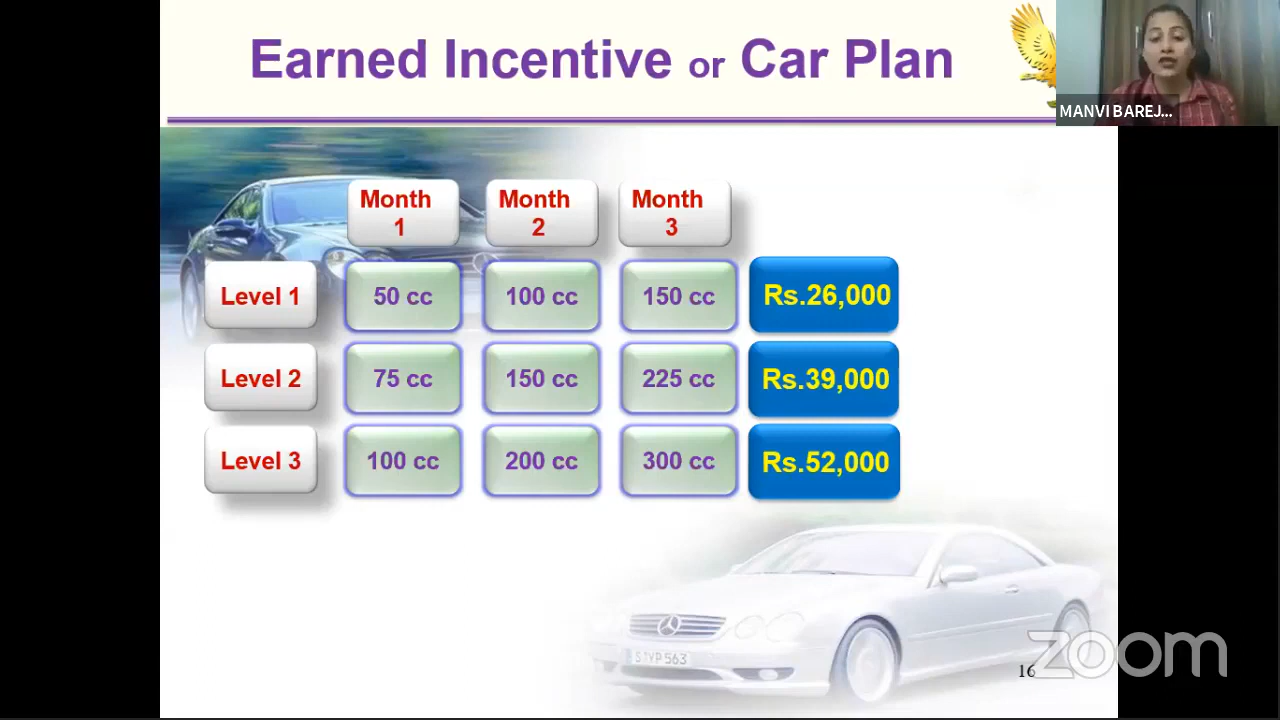 Earned Incentive or Car Plan
MANVI BAREJ...
Month
1
Month
2
Month
3
Level 1
50 cc
100 cc
150 cc
Rs.26,000
Level 2
75 cc
150 cc
225 cc
Rs.39,000
Level 3
100 cc
200 cc
300 cc
Rs.52,000
16
zoom